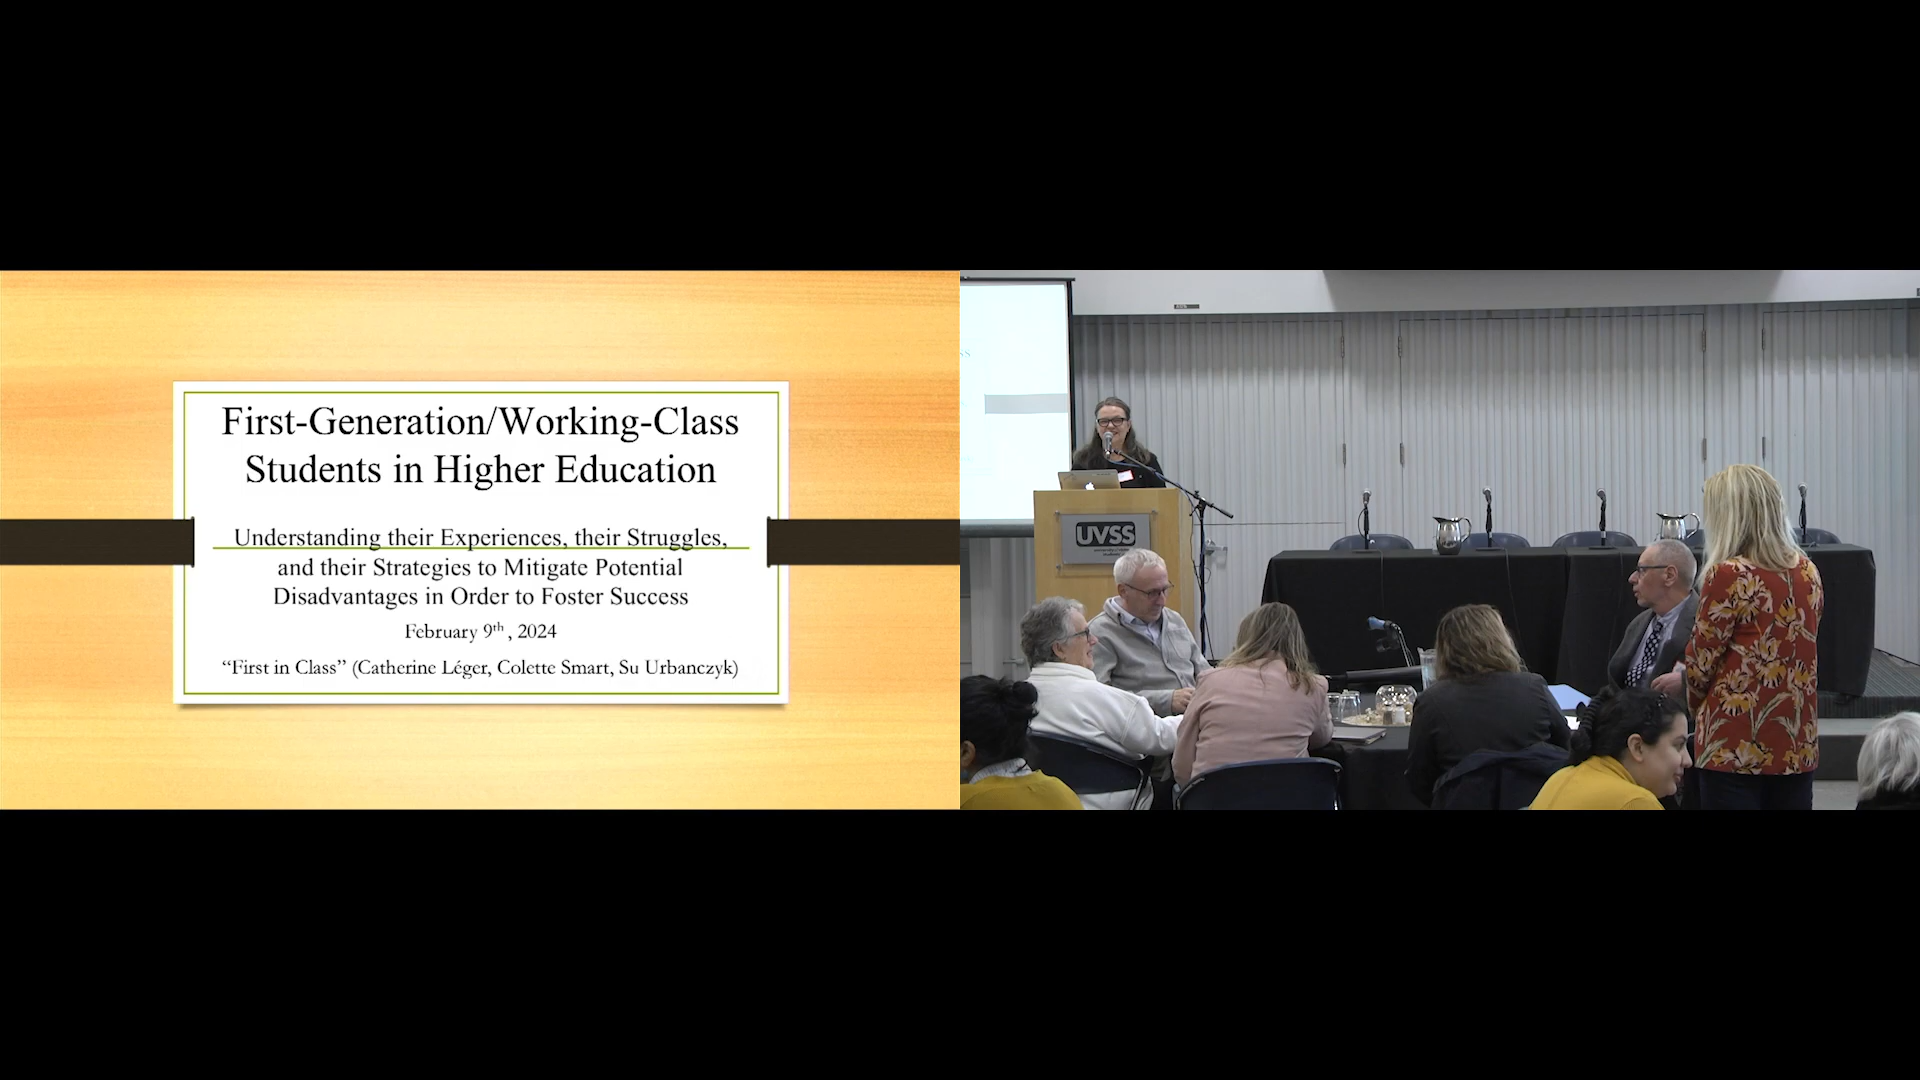 First-Generation/Working-Class
Students in Higher Education
Understanding their Experiences, their Struggles,
and their Strategies to Mitigate Potential
Disadvantages in Order to Foster Success
February 9th , 2024
“First in Class” (Catherine Léger, Colette Smart, Su Urbanczyk)
UVSS